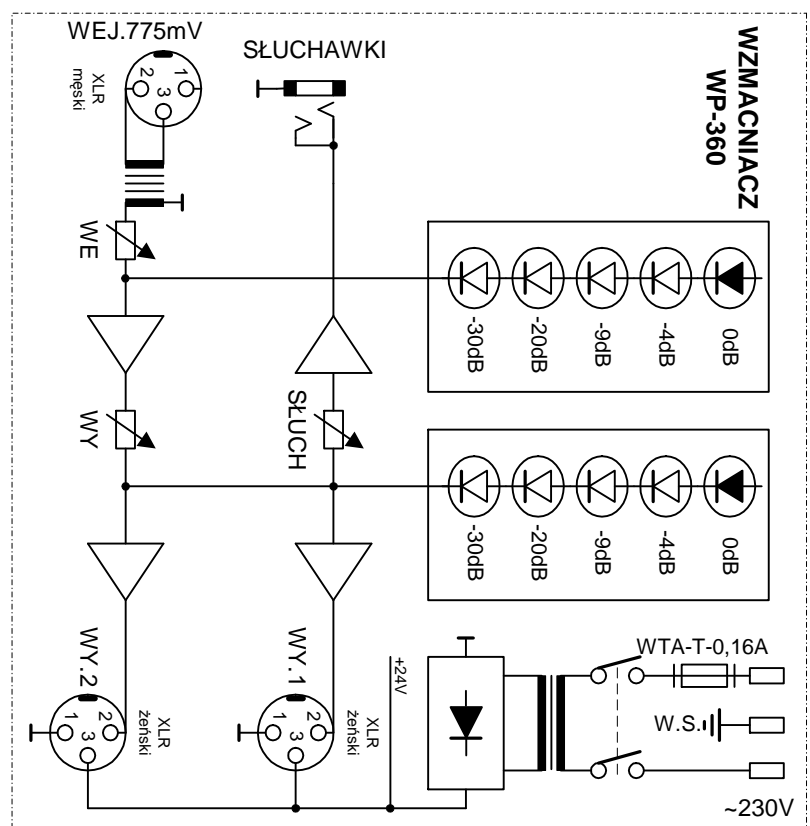 WEJ.775mV
1
2
3
XLR
męski
SŁUCHAWKI
WZMACNIACZ
WP-360
WE
-30dB
-20dB
-9dB
-4dB
0dB
WY
SŁUCH
-30dB
-20dB
-9dB
-4dB
0dB
WY.2
1
2
3
XLR
żeński
WY.1
1
2
3
XLR
żeński
+24V
WTA-T-0,16A
W.S.
~230V